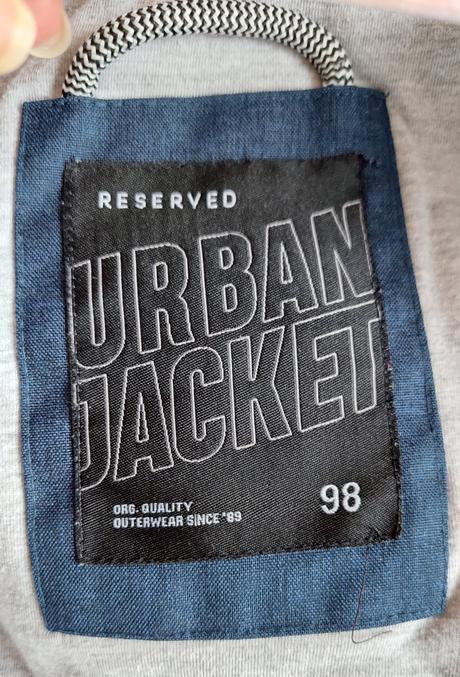 RESERVED
URBAN
JACKET
ORG. QUALITY
OUTERWEAR SINCE '89
98